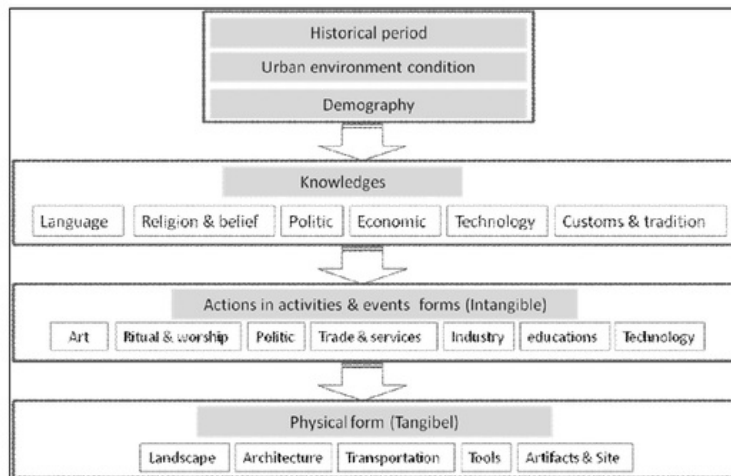 Historical period
Urban environment condition
Demography
Knowledges
Language Religion & belief Politic Economic Technology Customs & tradition
Actions in activities & events forms (Intangible)
Art Ritual & worship Politic Trade & services Industry educations Technology
Physical form (Tangibel)
Landscape Architecture Transportation Tools Artifacts & Site